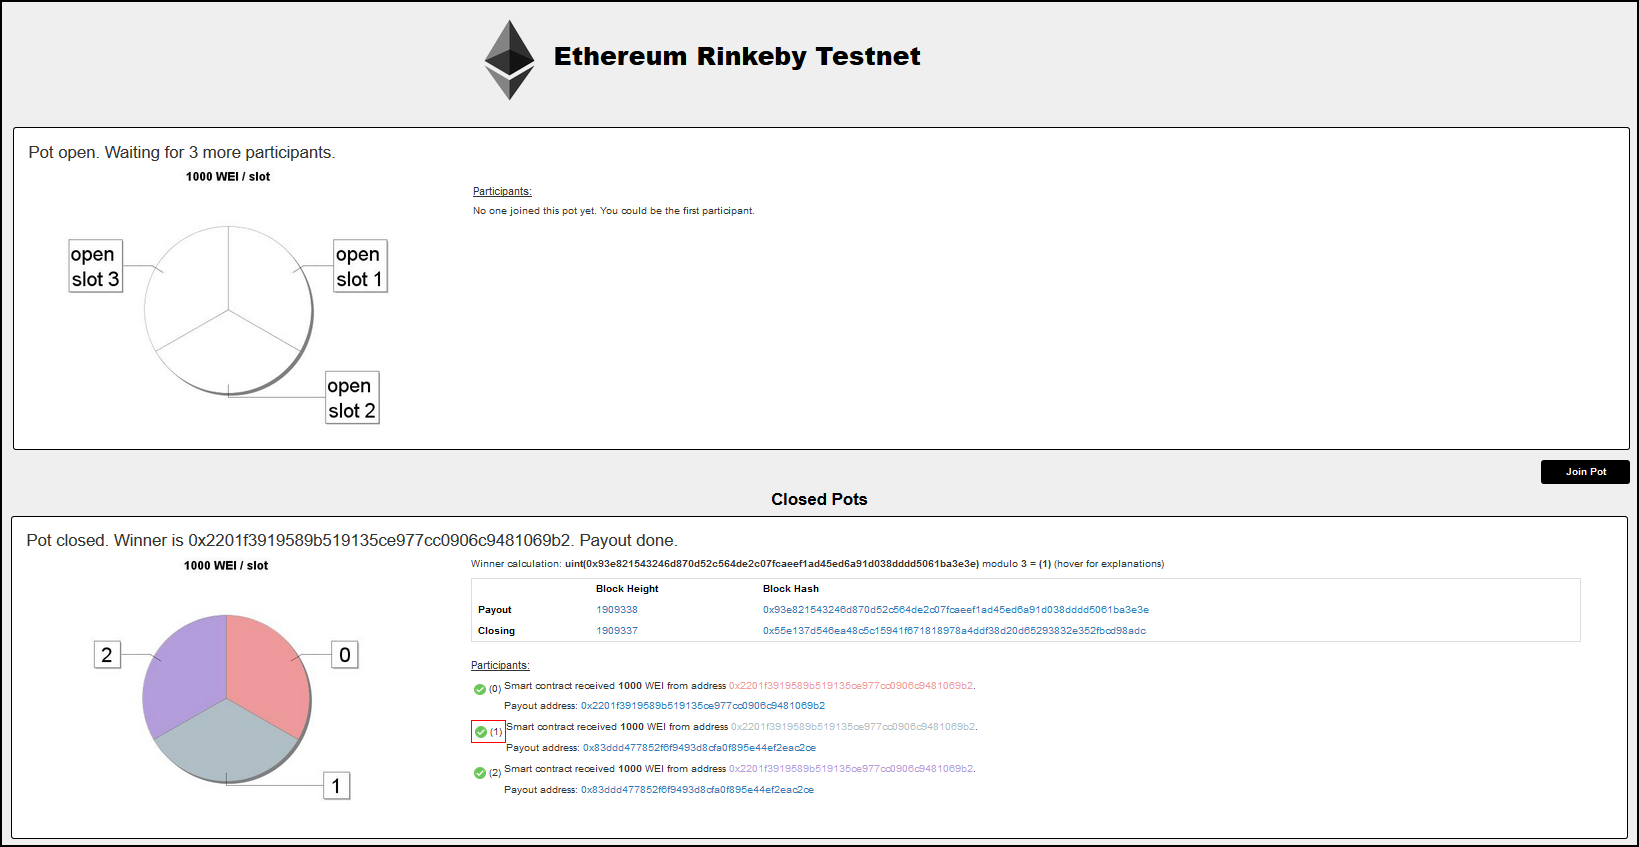 Ethereum Rinkeby Testnet
Pot open. Waiting for 3 more participants.
1000 WEI / slot
open slot 3
open slot 1
open slot 2
Participants:
No one joined this pot yet. You could be the first participant.
Join Pot
Closed Pots
Pot closed. Winner is 0x2201f3919589b519135ce977cc0906c9481069b2. Payout done.
1000 WEI / slot
2
0
1
Winner calculation: uint(0x93e821543246d870d52c564de2c07fcaeef1ad45ed6a91d038dddd5061ba3e3e) modulo 3 = (1) (hover for explanations)
Block Height Block Hash
Payout 1909338 0x93e821543246d870d52c564de2c07fcaeef1ad45ed6a91d038dddd5061ba3e3e
Closing 1909337 0x55e137d546ea48c5c15941f671818978a4ddf38d20d65293832e352fbcd98adc
Participants:
(0) Smart contract received 1000 WEI from address 0x2201f3919589b519135ce977cc0906c9481069b2.
Payout address: 0x2201f3919589b519135ce977cc0906c9481069b2
(1) Smart contract received 1000 WEI from address 0x2201f3919589b519135ce977cc0906c9481069b2.
Payout address: 0x83ddd477852f6f9493d8cfa0f895e44ef2eac2ce
(2) Smart contract received 1000 WEI from address 0x2201f3919589b519135ce977cc0906c9481069b2.
Payout address: 0x83ddd477852f6f9493d8cfa0f895e44ef2eac2ce